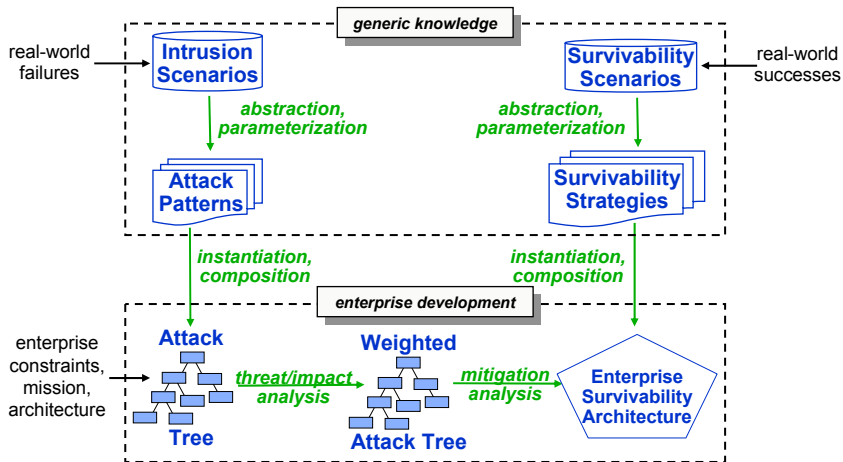 generic knowledge
real-world
failures
Intrusion
Scenarios
Survivability
Scenarios
real-world
successes
abstraction,
parameterization
abstraction,
parameterization
Attack
Patterns
Survivability
Strategies
instantiation,
composition
instantiation,
composition
enterprise development
enterprise
constraints,
mission,
architecture
Attack
Tree
threat/impact
analysis
Weighted
Attack Tree
mitigation
analysis
Enterprise
Survivability
Architecture